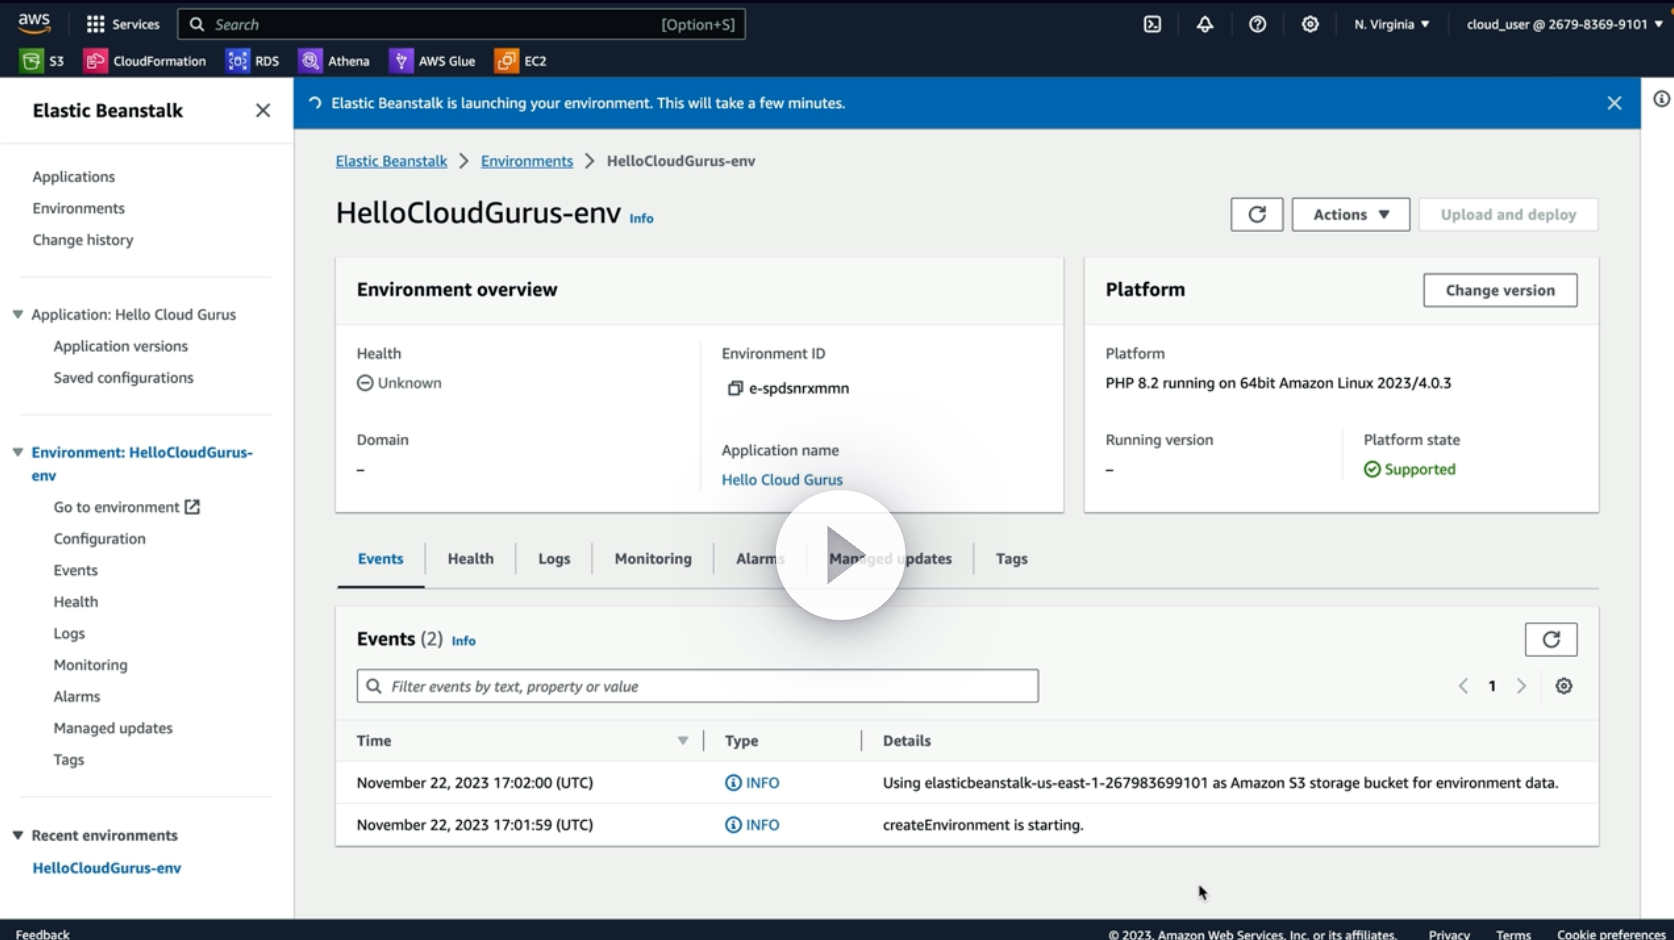 aws
Services
Search
[Option+S]
N. Virginia
cloud_user @ 2679-8369-9101
S3
CloudFormation
RDS
Athena
AWS Glue
EC2
Elastic Beanstalk
Elastic Beanstalk is launching your environment. This will take a few minutes.
Applications
Environments
Change history
Application: Hello Cloud Gurus
Application versions
Saved configurations
Environment: HelloCloudGurus-
env
Go to environment
Configuration
Events
Health
Logs
Monitoring
Alarms
Managed updates
Tags
Recent environments
HelloCloudGurus-env
Elastic Beanstalk > Environments > HelloCloudGurus-env
HelloCloudGurus-env Info
Actions
Upload and deploy
Environment overview
Health
Unknown
Domain
–
Environment ID
e-spdsnrxmmn
Application name
Hello Cloud Gurus
Platform
Change version
Platform
PHP 8.2 running on 64bit Amazon Linux 2023/4.0.3
Running version
–
Platform state
Supported
Events
Health
Logs
Monitoring
Alarms
Managed updates
Tags
Events (2) Info
Filter events by text, property or value
1
Time
Type
Details
November 22, 2023 17:02:00 (UTC)
INFO
Using elasticbeanstalk-us-east-1-267983699101 as Amazon S3 storage bucket for environment data.
November 22, 2023 17:01:59 (UTC)
INFO
createEnvironment is starting.
Feedback
© 2023, Amazon Web Services, Inc. or its affiliates.
Privacy
Terms
Cookie preferences